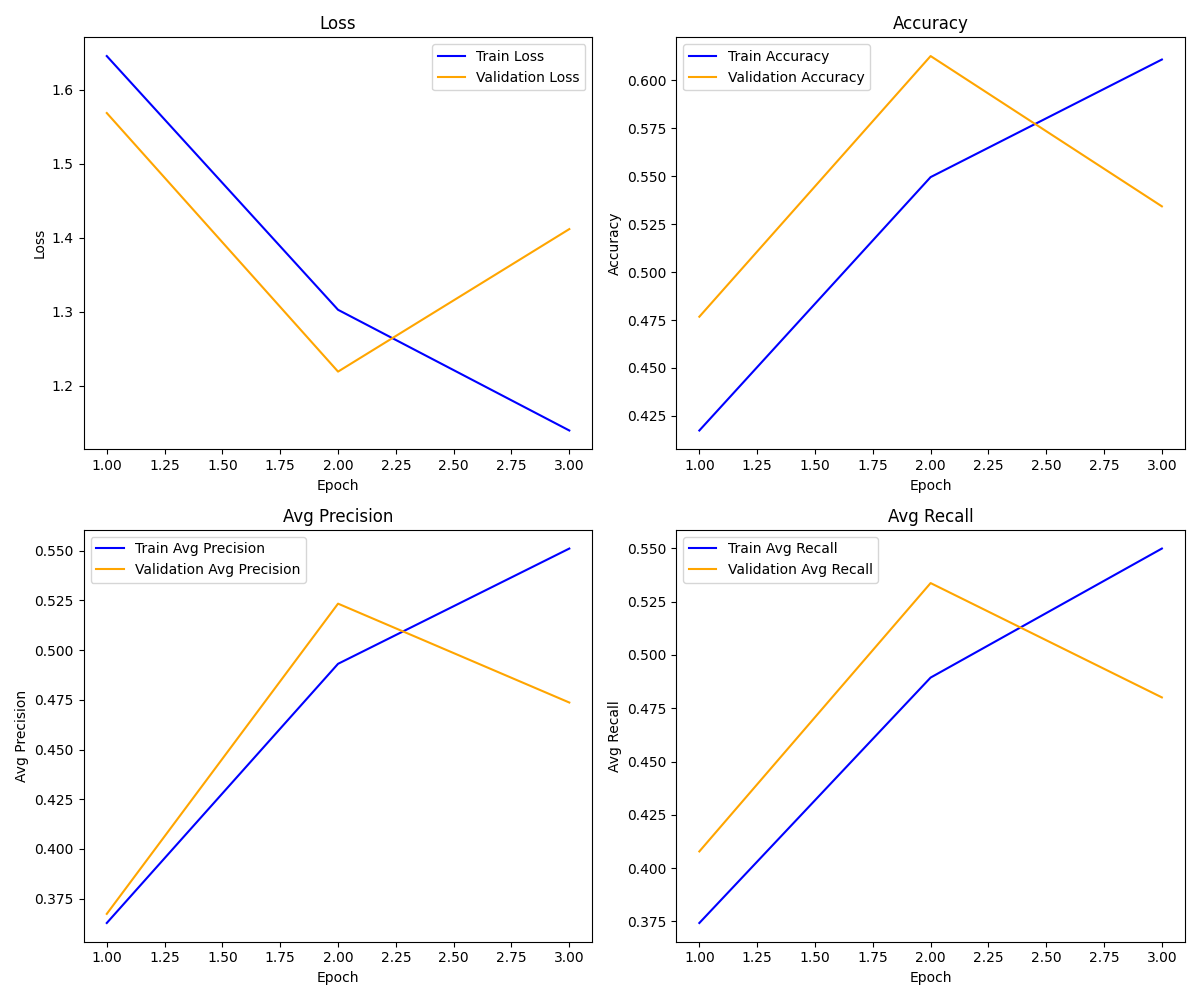 Loss
Train Loss
Validation Loss
1.6
1.5
1.4
1.3
1.2
Loss
1.00 1.25 1.50 1.75 2.00 2.25 2.50 2.75 3.00
Epoch
Accuracy
Train Accuracy
Validation Accuracy
0.600
0.575
0.550
0.525
0.500
0.475
0.450
0.425
Accuracy
1.00 1.25 1.50 1.75 2.00 2.25 2.50 2.75 3.00
Epoch
Avg Precision
Train Avg Precision
Validation Avg Precision
0.550
0.525
0.500
0.475
0.450
0.425
0.400
0.375
Avg Precision
1.00 1.25 1.50 1.75 2.00 2.25 2.50 2.75 3.00
Epoch
Avg Recall
Train Avg Recall
Validation Avg Recall
0.550
0.525
0.500
0.475
0.450
0.425
0.400
0.375
Avg Recall
1.00 1.25 1.50 1.75 2.00 2.25 2.50 2.75 3.00
Epoch